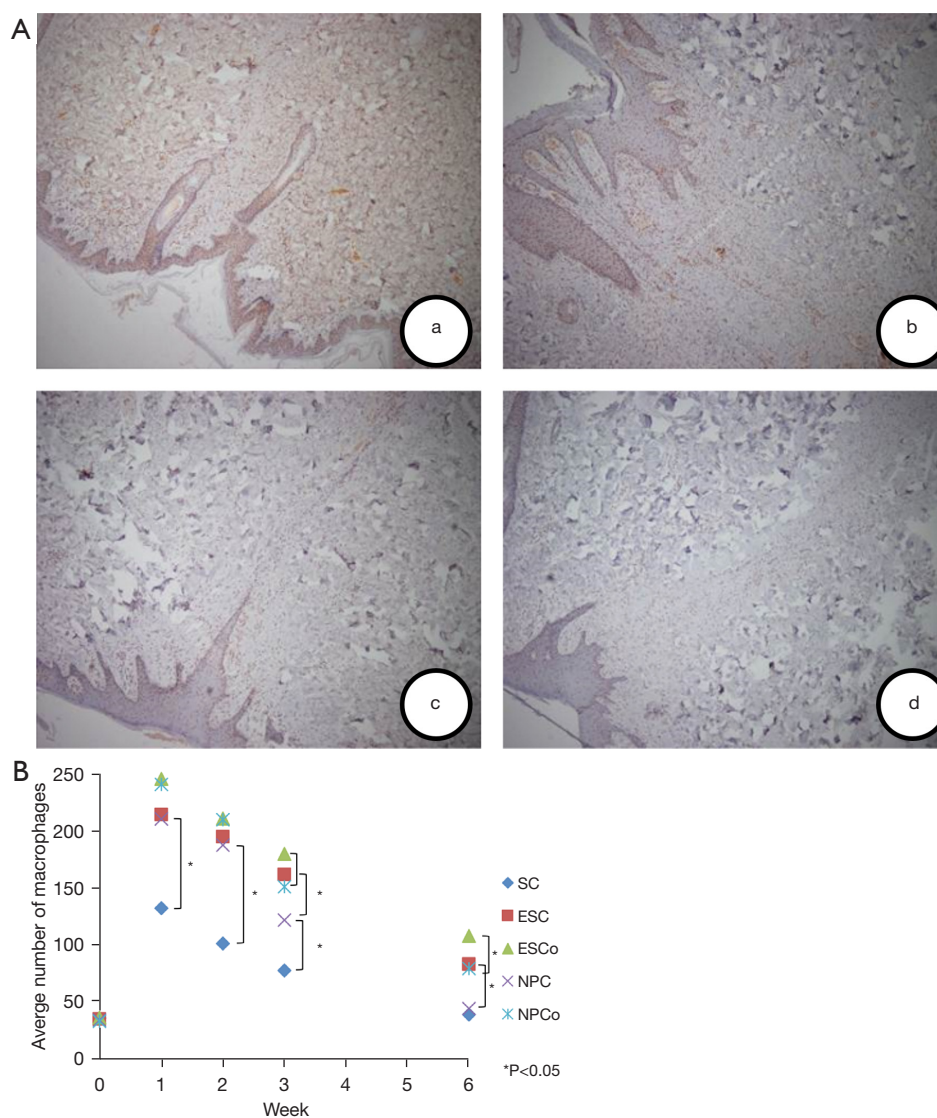 A
a
b
c
d
B
Averge number of macrophages
250
200
150
100
50
0
*
*
*
*
*
*
0 1 2 3 4 5 6
Week
SC
ESC
ESCo
NPC
NPCo
*P<0.05